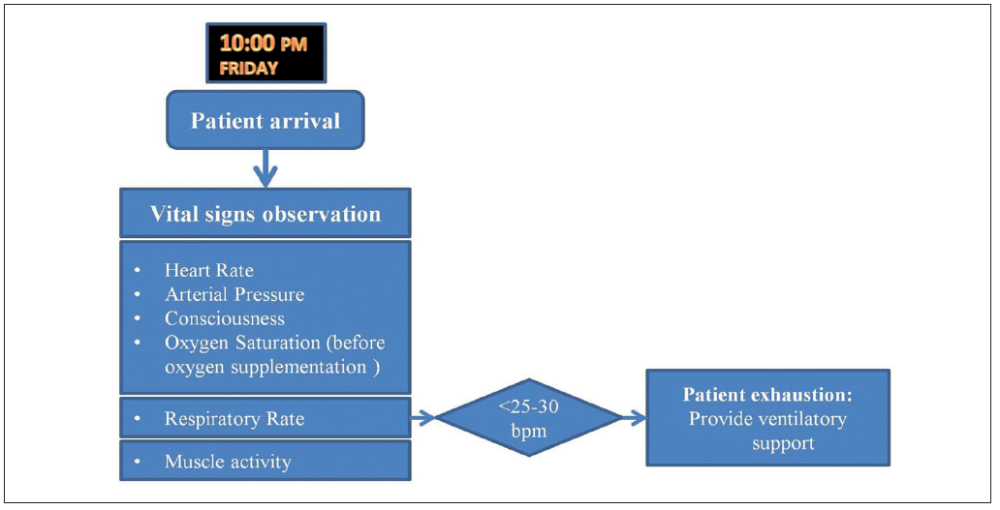 10:00 PM
FRIDAY
Patient arrival
Vital signs observation
• Heart Rate
• Arterial Pressure
• Consciousness
• Oxygen Saturation (before
oxygen supplementation )
• Respiratory Rate
<25-30
bpm
Patient exhaustion:
Provide ventilatory
support
• Muscle activity